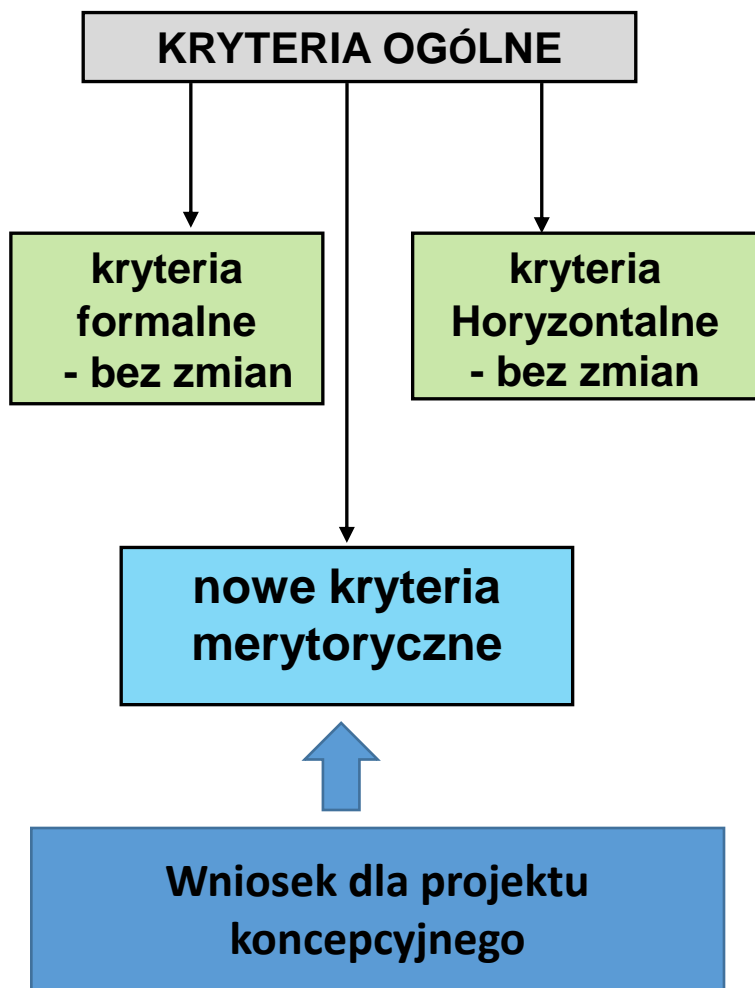 KRYTERIA OGÓLNE
kryteria
formalne
- bez zmian
kryteria
Horyzontalne
- bez zmian
nowe kryteria
merytoryczne
Wniosek dla projektu
koncepcyjnego